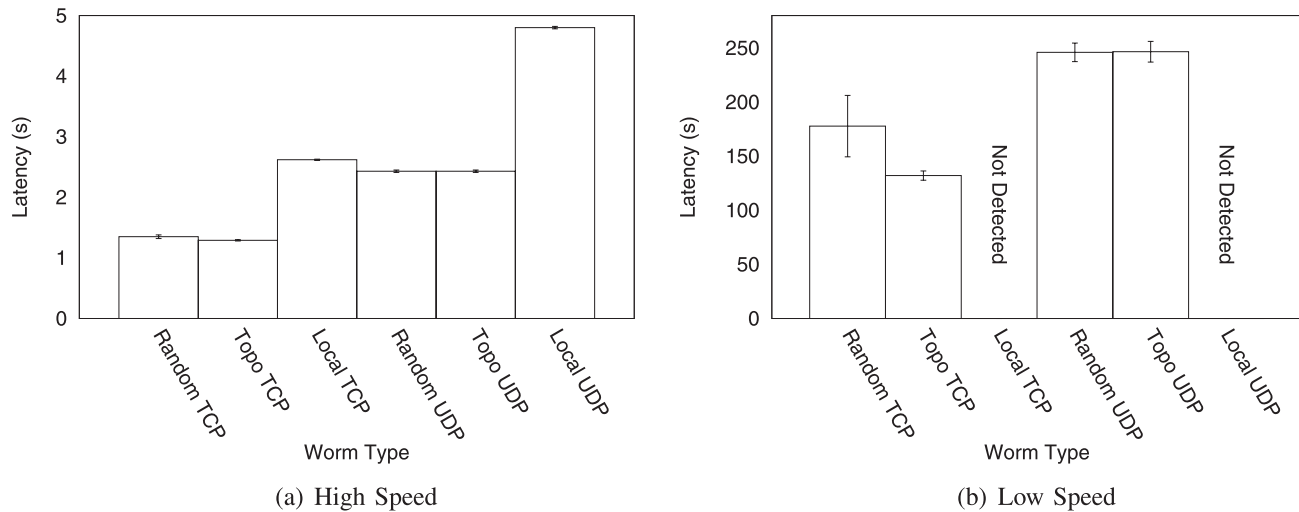 5
4
3
2
1
0
Latency (s)
Random TCP
Topo TCP
Local TCP
Random UDP
Topo UDP
Local UDP
Worm Type
(a) High Speed
250
200
150
100
50
0
Latency (s)
Not Detected
Not Detected
Random TCP
Topo TCP
Local TCP
Random UDP
Topo UDP
Local UDP
Worm Type
(b) Low Speed